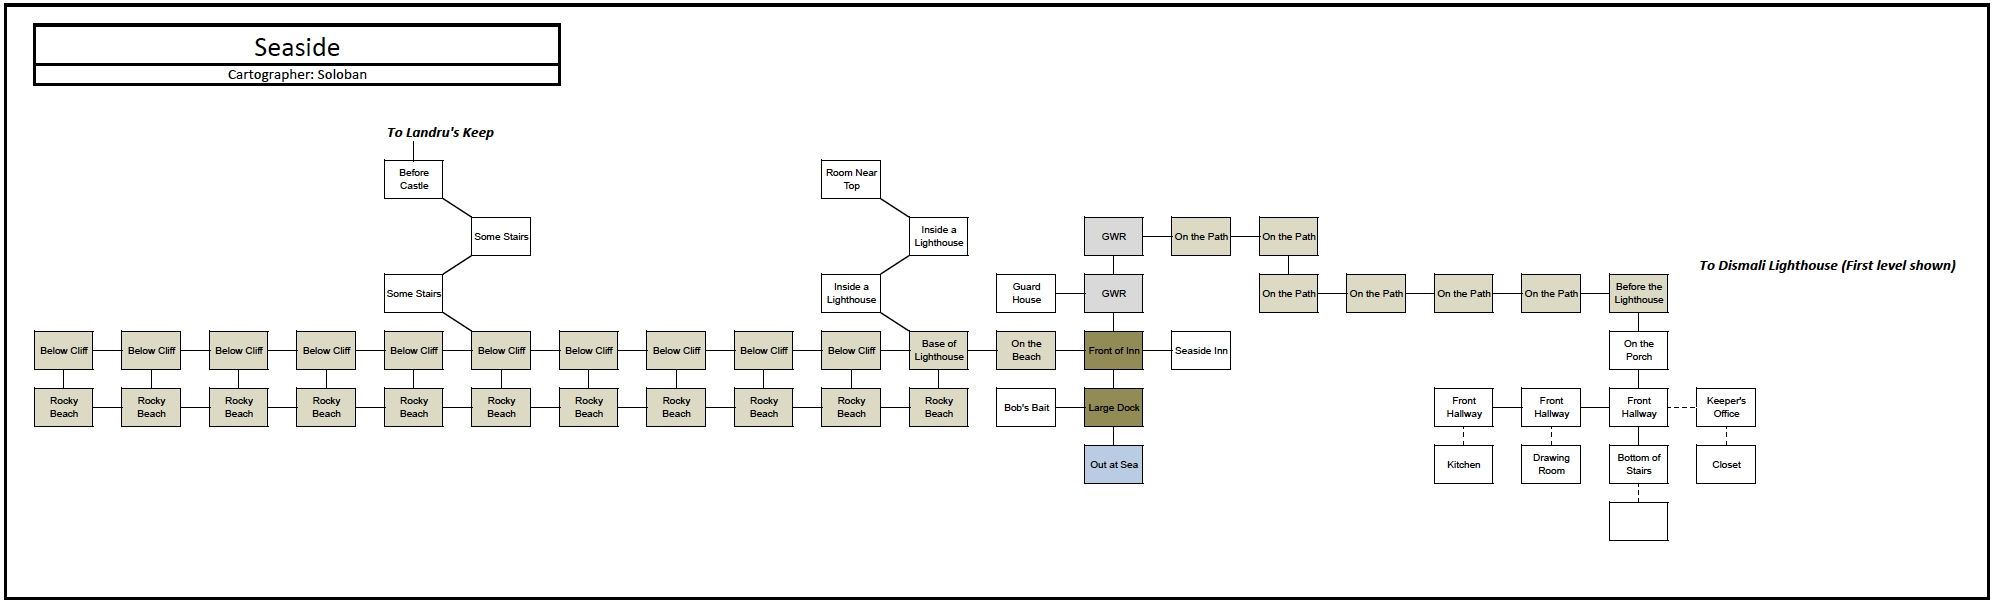 Seaside
Cartographer: Soloban
To Landru's Keep
Before
Castle
Room Near
Top
Some Stairs
Inside a
Lighthouse
GWR
On the Path
On the Path
To Dismali Lighthouse (First level shown)
Some Stairs
Inside a
Lighthouse
Guard
House
GWR
On the Path
On the Path
On the Path
On the Path
Before the
Lighthouse
Below Cliff
Below Cliff
Below Cliff
Below Cliff
Below Cliff
Below Cliff
Below Cliff
Below Cliff
Below Cliff
Below Cliff
Base of
Lighthouse
On the
Beach
Front of Inn
Seaside Inn
On the
Porch
Rocky
Beach
Rocky
Beach
Rocky
Beach
Rocky
Beach
Rocky
Beach
Rocky
Beach
Rocky
Beach
Rocky
Beach
Rocky
Beach
Rocky
Beach
Rocky
Beach
Bob's Bait
Large Dock
Front
Hallway
Front
Hallway
Front
Hallway
Keeper's
Office
Out at Sea
Kitchen
Drawing
Room
Bottom of
Stairs
Closet